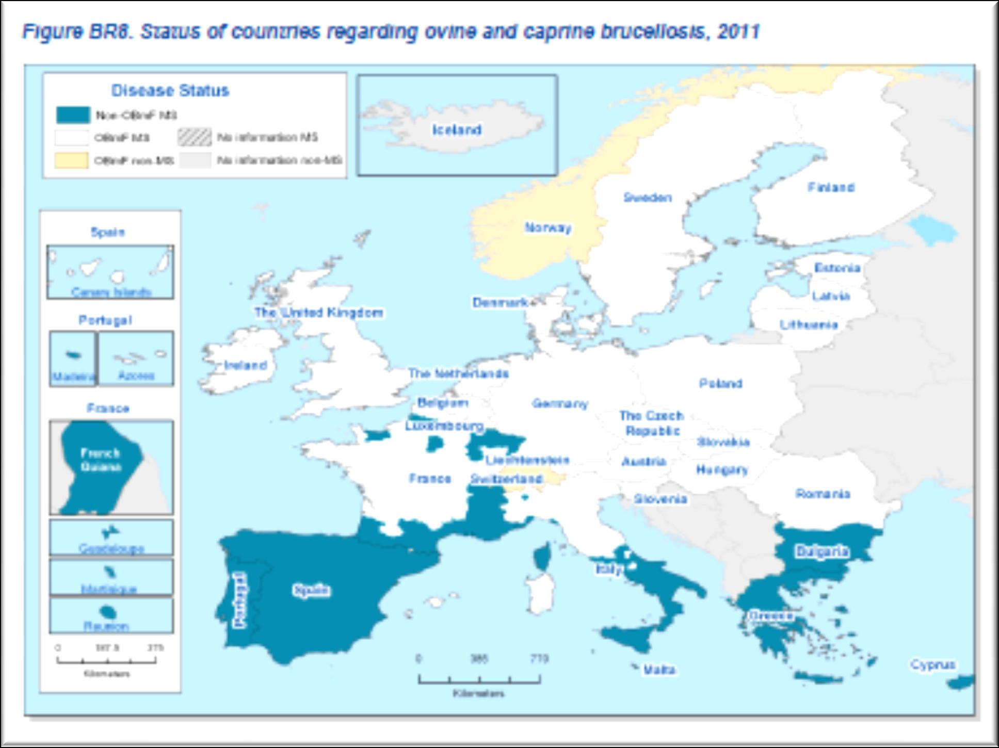 Figure BR8. Status of countries regarding ovine and caprine brucellosis, 2011
Disease Status
Non-OBmF MS
OBmF MS
No information MS
OBmF non-MS
No information non-MS
Iceland
Spain
Canary Islands
Portugal
Madeira
Azores
France
French
Guiana
Guadeloupe
Martinique
Reunion
0 187.5 375
Kilometers
Norway
Sweden
Finland
Estonia
Latvia
Lithuania
Denmark
The United Kingdom
Ireland
The Netherlands
Belgium
Luxembourg
Germany
Poland
The Czech
Republic
Slovakia
Liechtenstein
Austria
Hungary
France
Switzerland
Slovenia
Romania
Bulgaria
Italy
Portugal
Spain
Greece
Malta
Cyprus
0 385 770
Kilometers